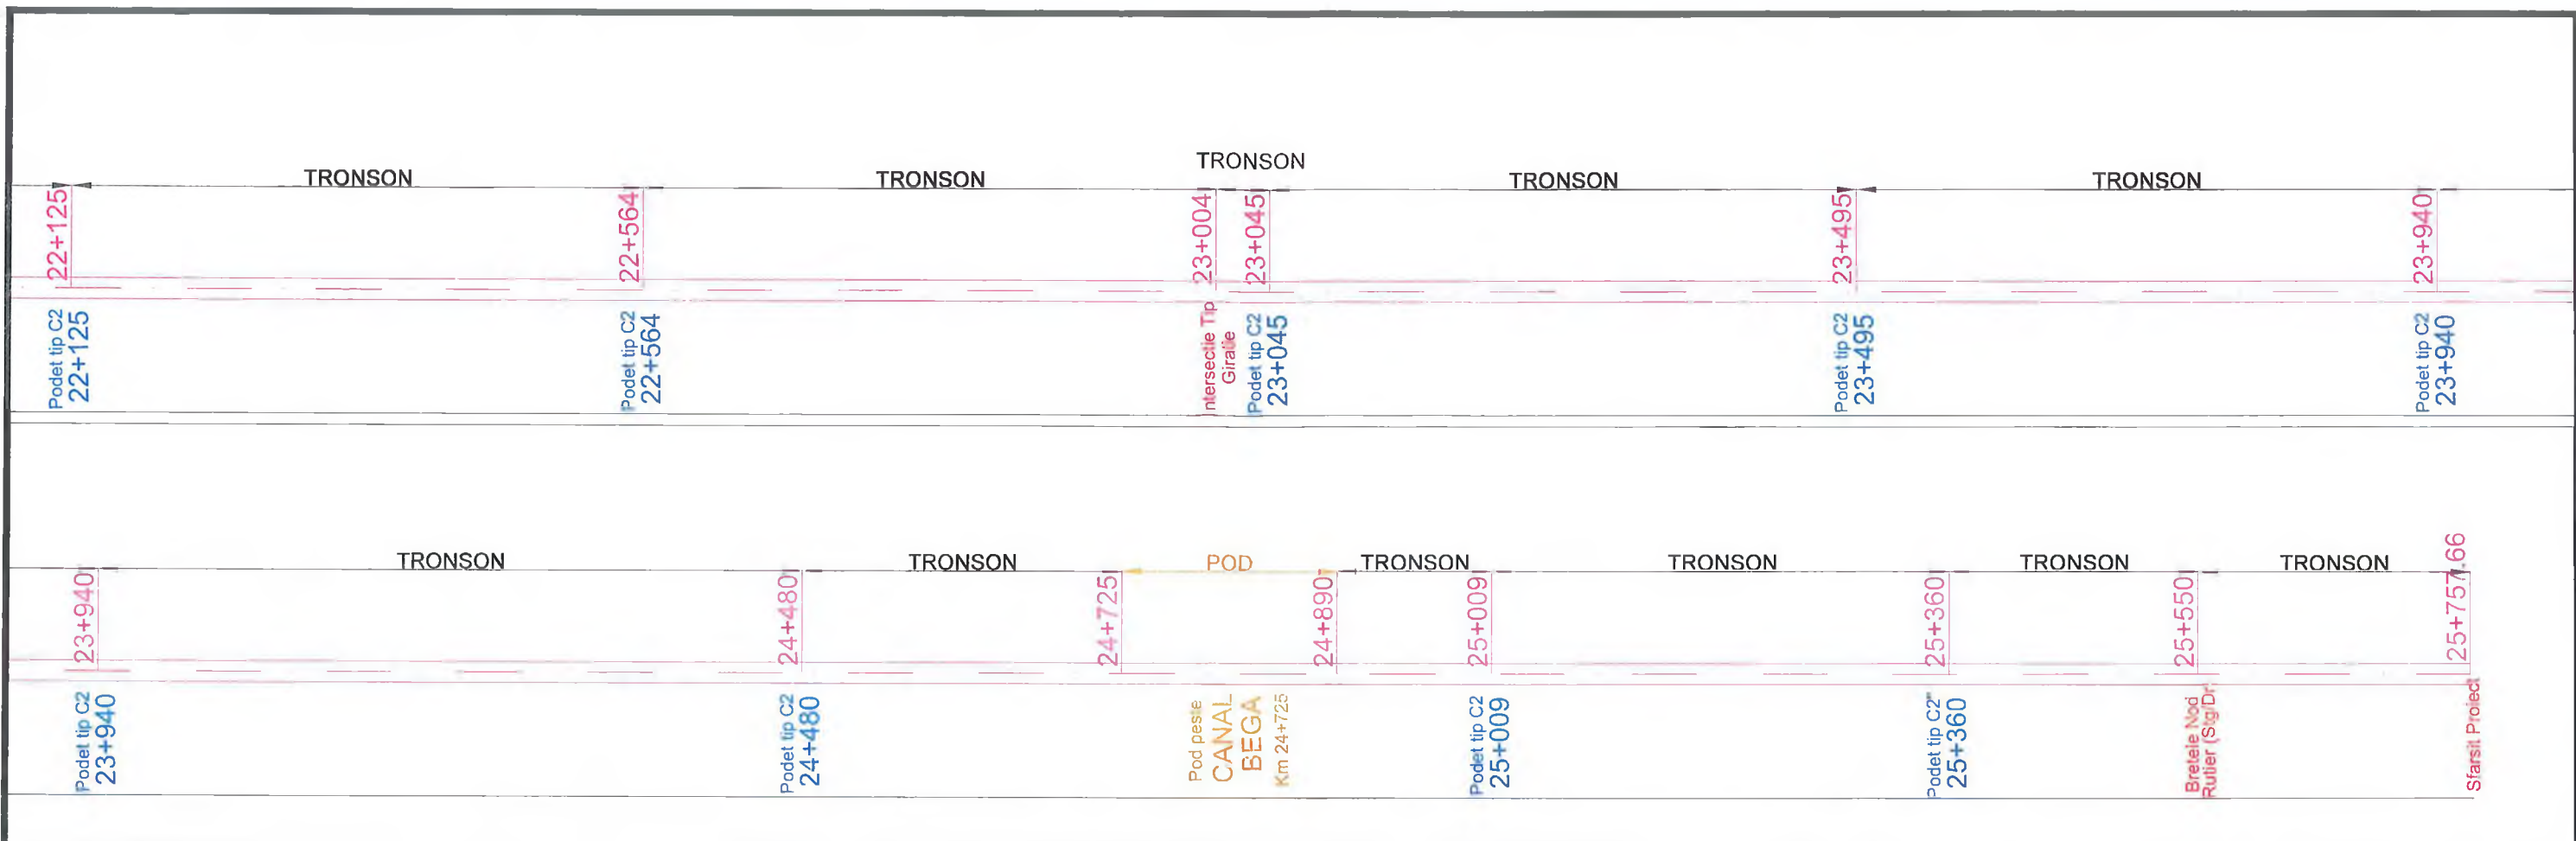 TRONSON
TRONSON
TRONSON
TRONSON
TRONSON
22+125
22+564
23+004
23+045
23+495
23+940
Podet tip C2
22+125
Podet tip C2
22+564
Intersectie Tip
Giratie
Podet tip C2
23+045
Podet tip C2
23+495
Podet tip C2
23+940
TRONSON
TRONSON
POD
TRONSON
TRONSON
TRONSON
TRONSON
23+940
24+480
24+725
24+890
25+009
25+360
25+550
25+757.66
Podet tip C2
23+940
Podet tip C2
24+480
Pod peste
CANAL
BEGA
Km 24+725
Podet tip C2
25+009
Podet tip C2"
25+360
Bretele Nod
Rutier (Stg/Dr)
Sfarsit Proiect